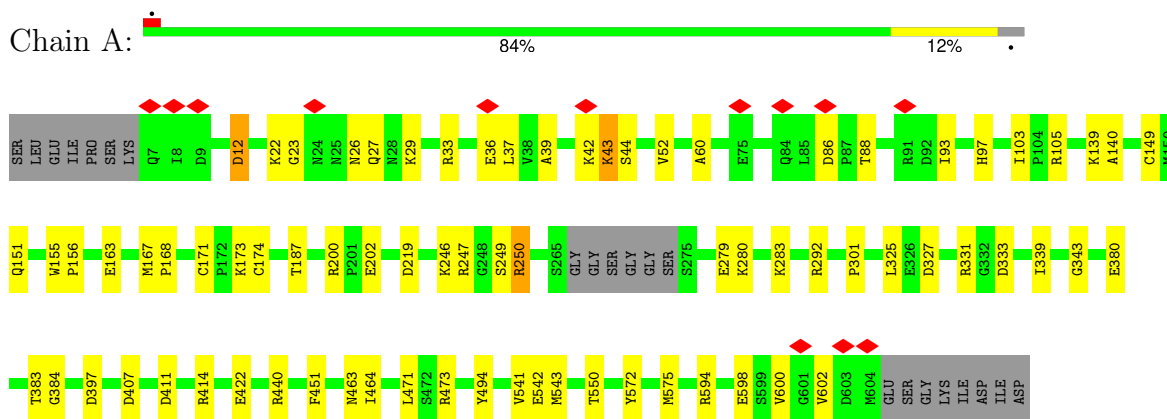 Chain A:
84% 12%
SER LEU GLU ILE PRO SER LYS Q7 I8 D9 D12 K22 G23 N24 N25 N26 Q27 N28 K29 R33 E36 L37 V38 A39 K42 K43 S44 V52 A60 E75 Q84 L85 D86 P87 T88 R91 D92 I93 H97 I103 P104 R105 K139 A140 C149
Q151 W155 P156 E163 M167 P168 C171 P172 K173 C174 T187 R200 P201 E202 D219 K246 R247 G248 S249 R250 S265 GLY GLY SER GLY GLY SER S275 E279 K280 K283 R292 P301 L325 E326 D327 R331 G332 D333 I339 G343 E380
T383 G384 D397 D407 D411 R414 E422 R440 F451 N463 I464 L471 S472 R473 Y494 V541 E542 M543 T550 Y572 M575 R594 E598 S599 V600 G601 V602 D603 M604 GLU SER GLY LYS ILE ASP ILE ASP